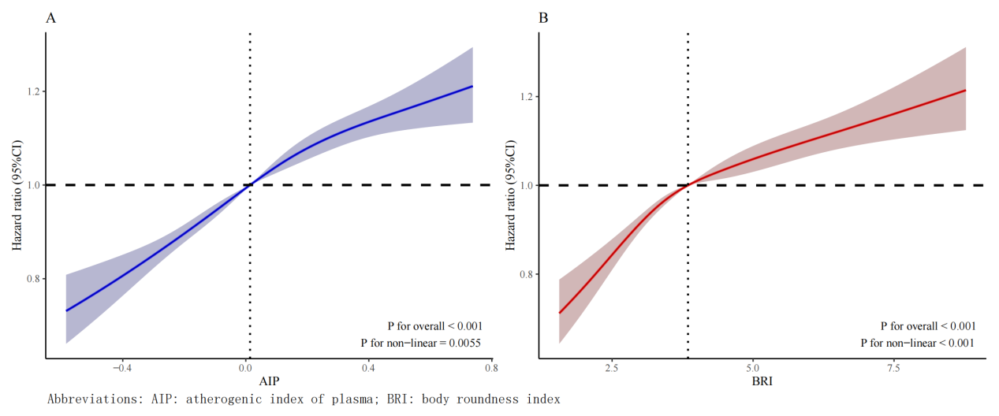 A
Hazard ratio (95%CI)
1.2
1.0
0.8
P for overall < 0.001
P for non−linear = 0.0055
−0.4
0.0
0.4
0.8
AIP
B
Hazard ratio (95%CI)
1.2
1.0
0.8
P for overall < 0.001
P for non−linear < 0.001
2.5
5.0
7.5
BRI
Abbreviations: AIP: atherogenic index of plasma; BRI: body roundness index